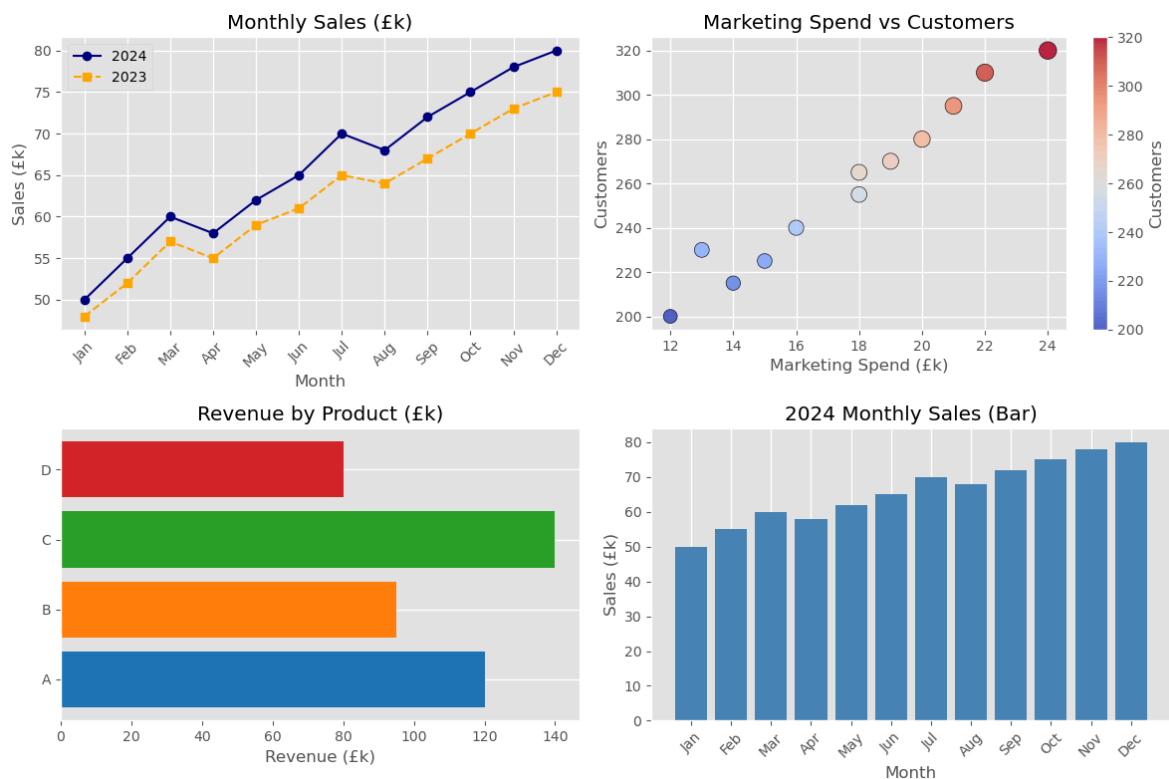 Monthly Sales (£k)
2024
2023
80
75
70
65
60
55
50
Sales (£k)
Jan Feb Mar Apr May Jun Jul Aug Sep Oct Nov Dec
Month
Marketing Spend vs Customers
320
300
280
260
240
220
200
Customers
12 14 16 18 20 22 24
Marketing Spend (£k)
320
300
280
260
240
220
200
Customers
Revenue by Product (£k)
D
C
B
A
0 20 40 60 80 100 120 140
Revenue (£k)
2024 Monthly Sales (Bar)
80
70
60
50
40
30
20
10
0
Sales (£k)
Jan Feb Mar Apr May Jun Jul Aug Sep Oct Nov Dec
Month